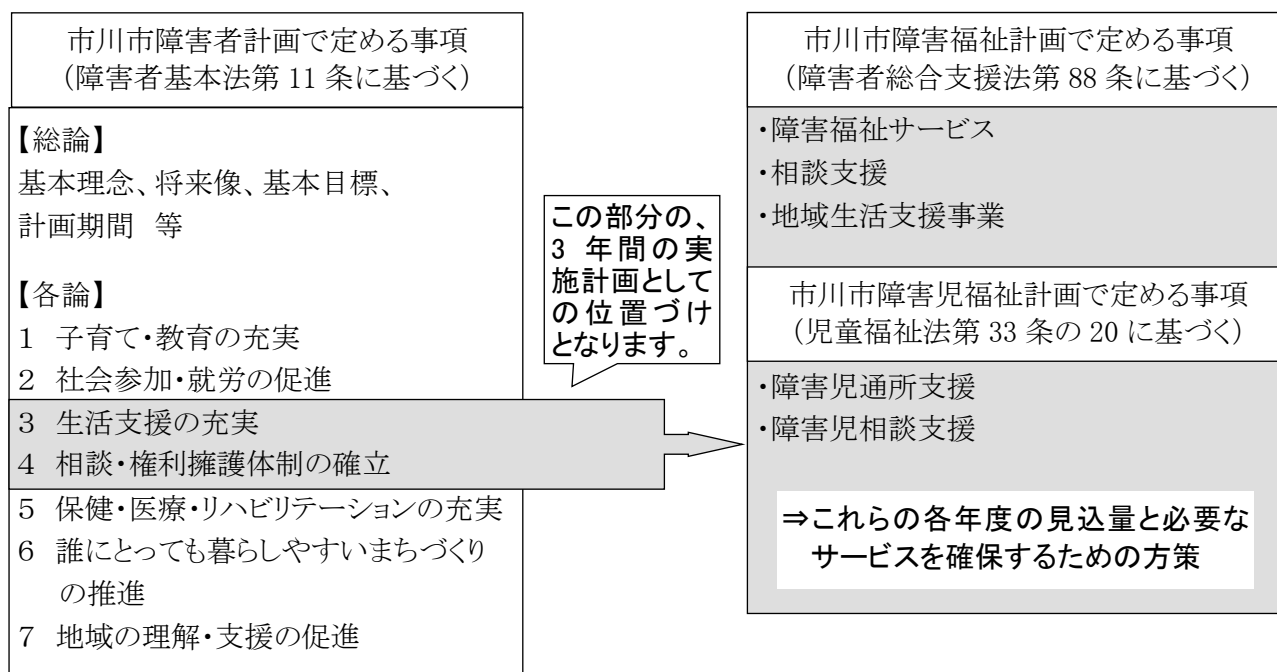 市川市障害者計画で定める事項
（障害者基本法第 11 条に基づく）
【総論】
基本理念、将来像、基本目標、
計画期間　等
【各論】
1　子育て・教育の充実
2　社会参加・就労の促進
3　生活支援の充実
4　相談・権利擁護体制の確立
5　保健・医療・リハビリテーションの充実
6　誰にとっても暮らしやすいまちづくり
の推進
7　地域の理解・支援の促進
この部分の、
3 年間の実
施計画として
の位置づけ
となります。
市川市障害福祉計画で定める事項
（障害者総合支援法第 88 条に基づく）
・障害福祉サービス
・相談支援
・地域生活支援事業
市川市障害児福祉計画で定める事項
（児童福祉法第 33 条の 20 に基づく）
・障害児通所支援
・障害児相談支援
⇒これらの各年度の見込量と必要な
サービスを確保するための方策